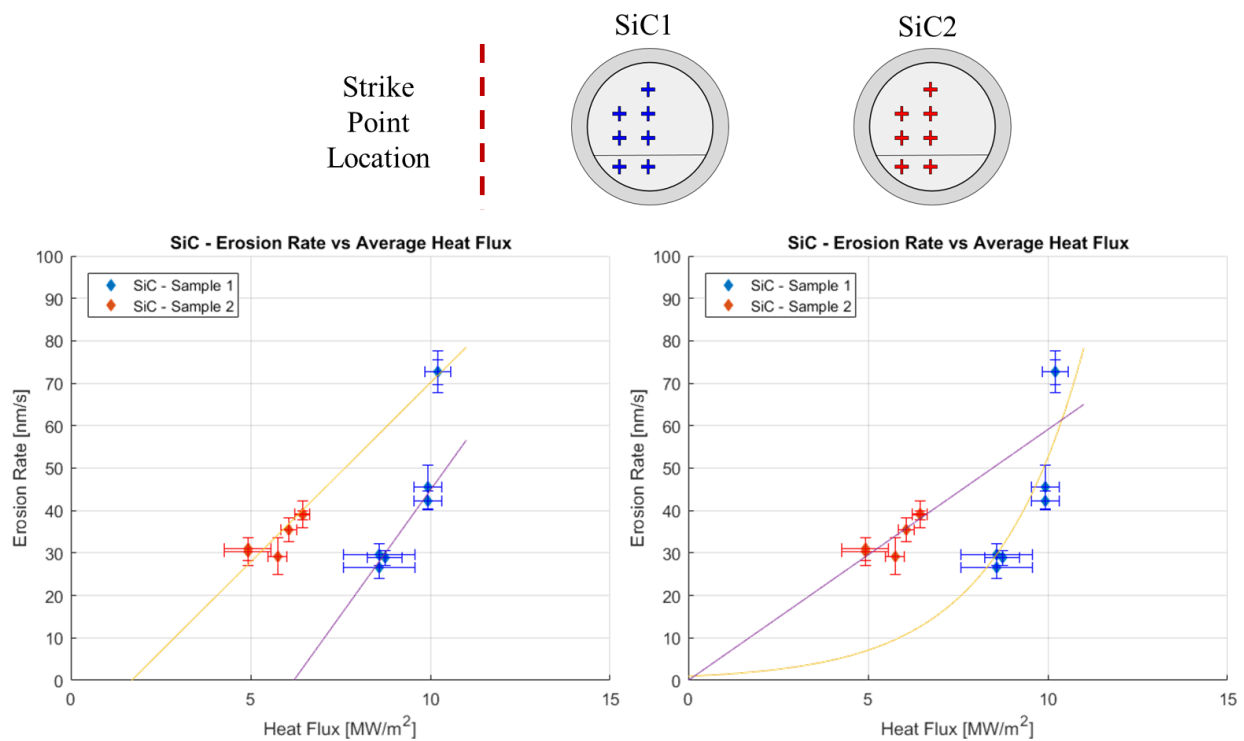 SiC1
SiC2
Strike
Point
Location
SiC - Erosion Rate vs Average Heat Flux
100
90
80
70
60
50
40
30
20
10
0
0
5
10
15
Erosion Rate [nm/s]
Heat Flux [MW/m²]
SiC - Sample 1
SiC - Sample 2
SiC - Erosion Rate vs Average Heat Flux
100
90
80
70
60
50
40
30
20
10
0
0
5
10
15
Erosion Rate [nm/s]
Heat Flux [MW/m²]
SiC - Sample 1
SiC - Sample 2